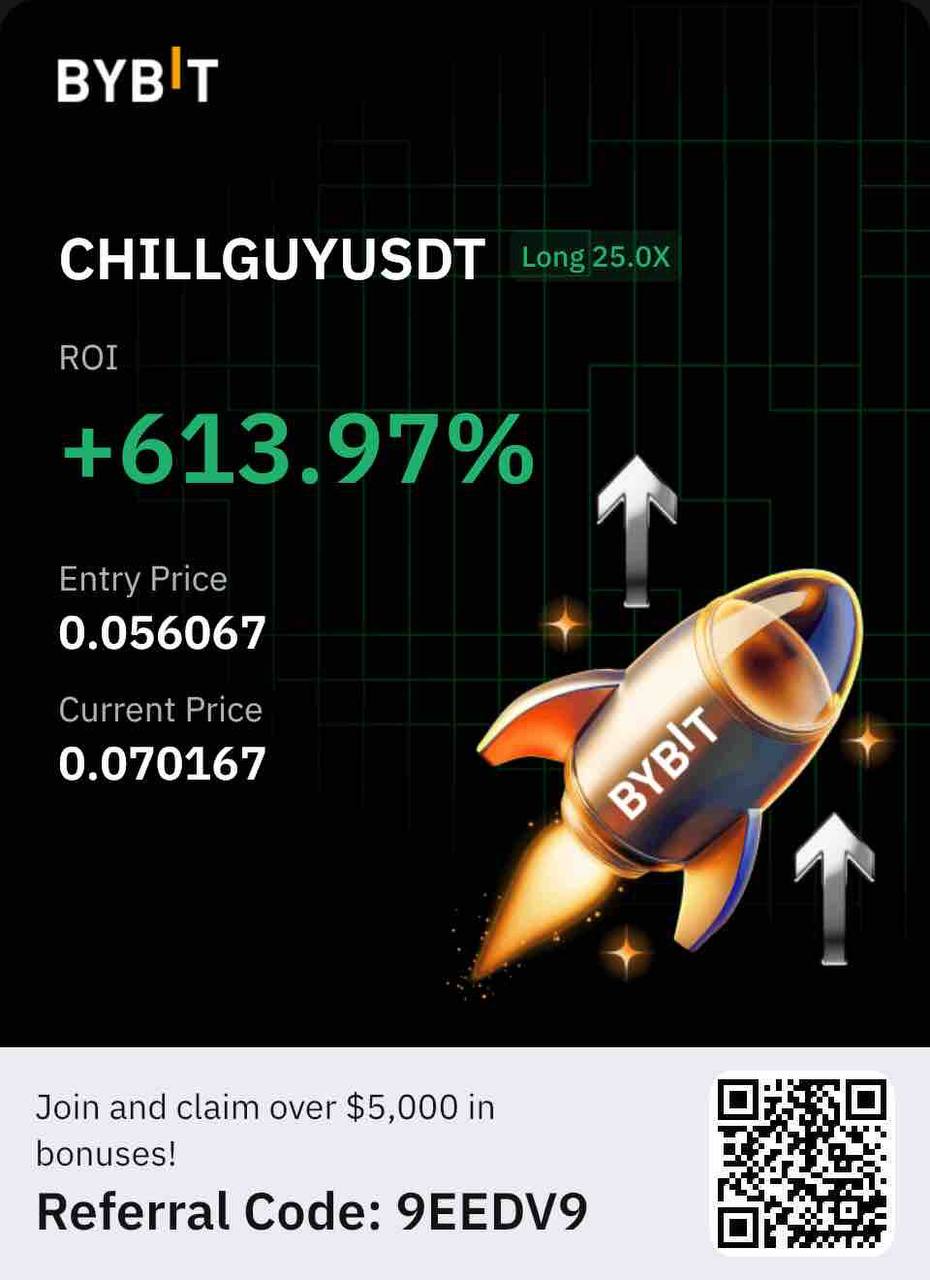 BYBIT
CHILLGUYUSDT Long 25.0X
ROI
+613.97%
Entry Price
0.056067
Current Price
0.070167
BYBIT
Join and claim over $5,000 in
bonuses!
Referral Code: 9EEDV9